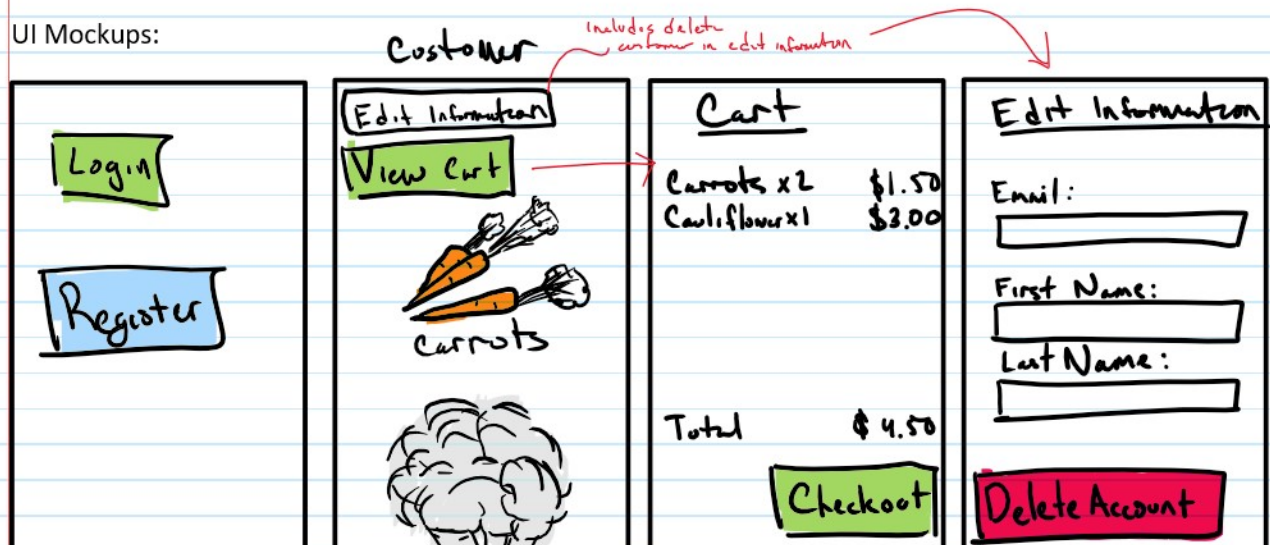 UI Mockups:
Customer
Includes delete
customer in edit information
Login
Register
Edit Information
View Cart
carrots
Cart
Carrots x2 $1.50
Cauliflower x1 $3.00
Total $4.50
Checkout
Edit Information
Email:
First Name:
Last Name:
Delete Account